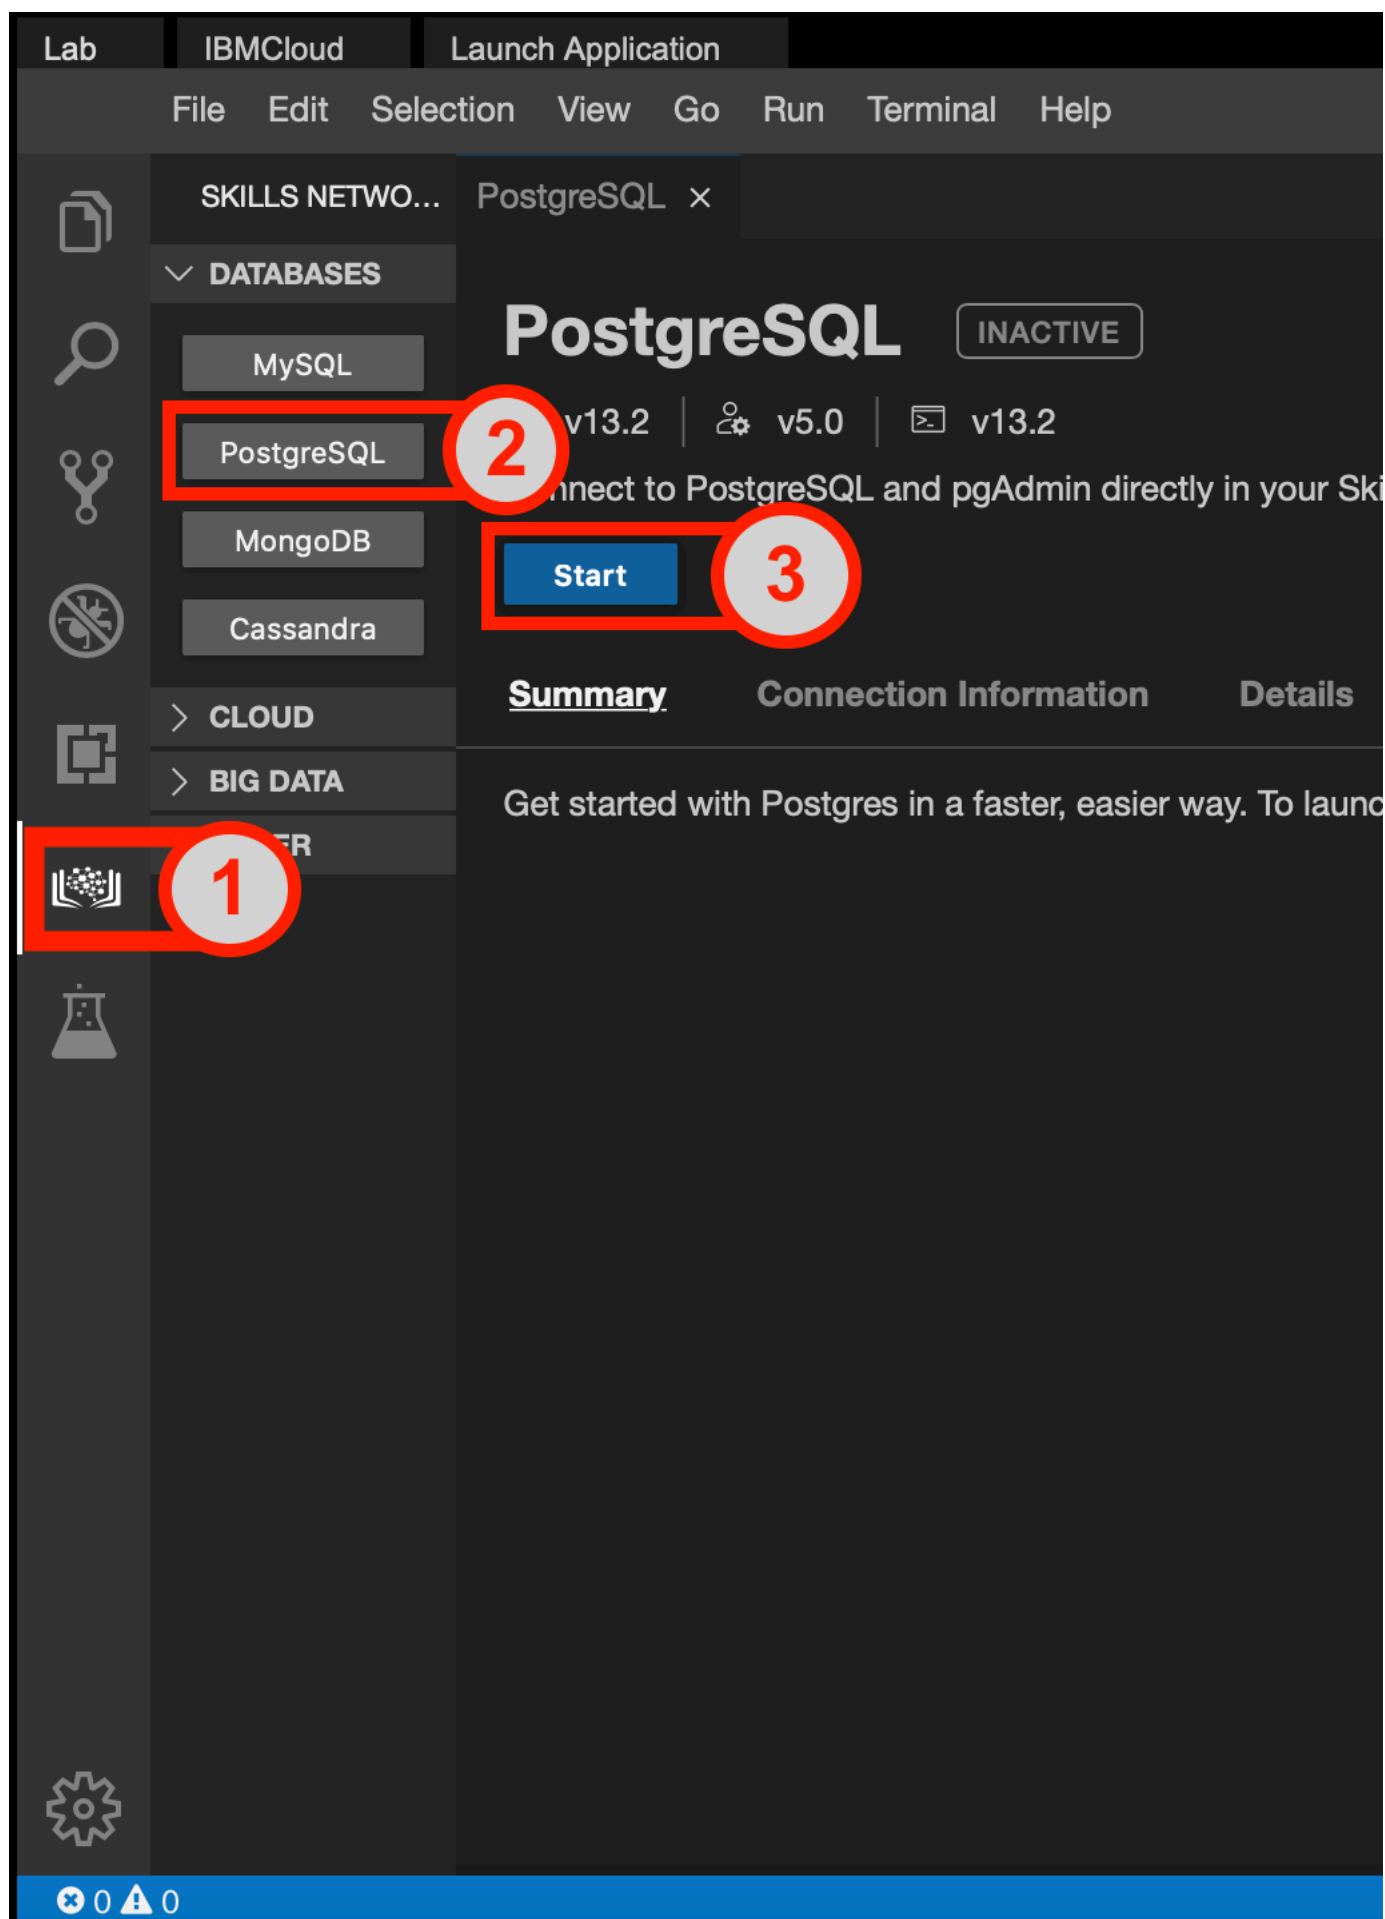 Lab IBMCloud Launch Application
File Edit Selection View Go Run Terminal Help
SKILLS NETWO... PostgreSQL ×
DATABASES
PostgreSQL INACTIVE
MySQL
v13.2 v5.0 v13.2
PostgreSQL 2
nnect to PostgreSQL and pgAdmin directly in your Ski
MongoDB
Start 3
Cassandra
Summary Connection Information Details
CLOUD
BIG DATA
Get started with Postgres in a faster, easier way. To launc
ER
1
0 0